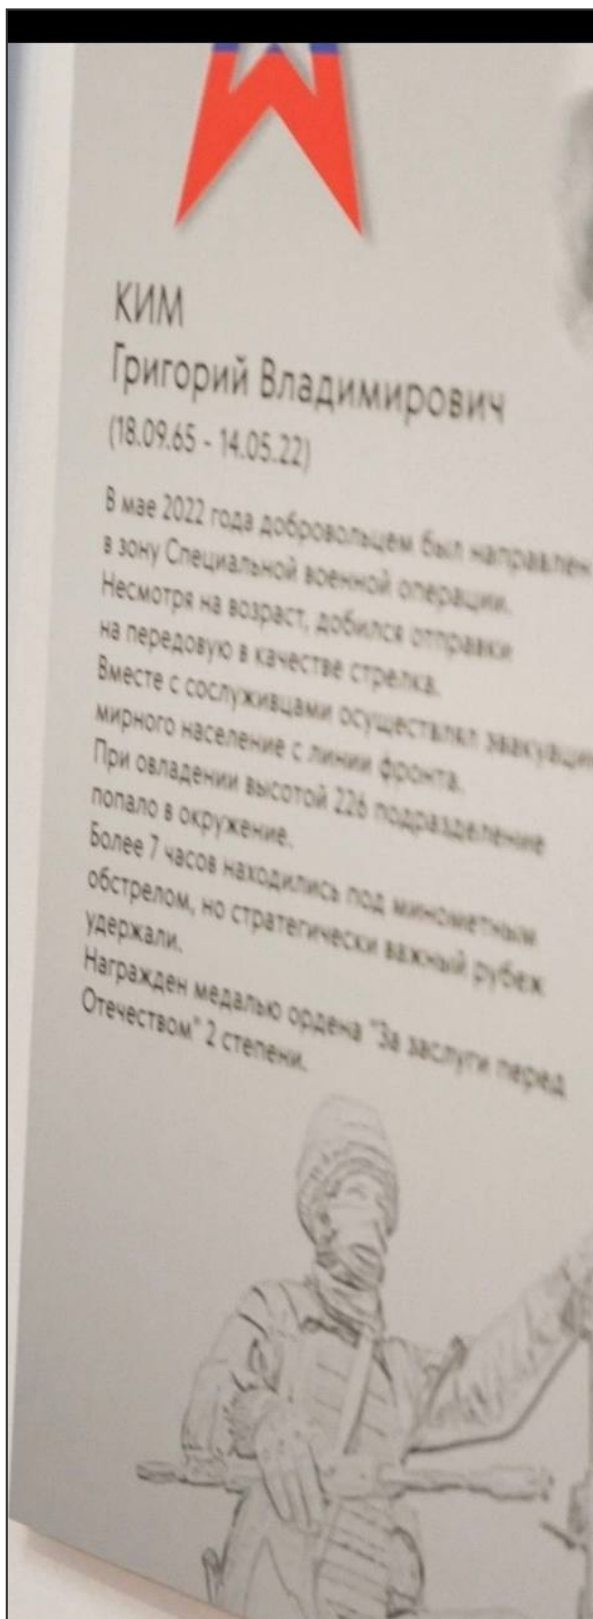 КИМ
Григорий Владимирович
(18.09.65 - 14.05.22)
В мае 2022 года добровольцем был направлен
в зону Специальной военной операции.
Несмотря на возраст, добился отправки
на передовую в качестве стрелка.
Вместе с сослуживцами осуществлял эвакуацию
мирного население с линии фронта.
При овладении высотой 226 подразделение
попало в окружение.
Более 7 часов находились под минометным
обстрелом, но стратегически важный рубеж
удержали.
Награжден медалью ордена "За заслуги перед
Отечеством" 2 степени.